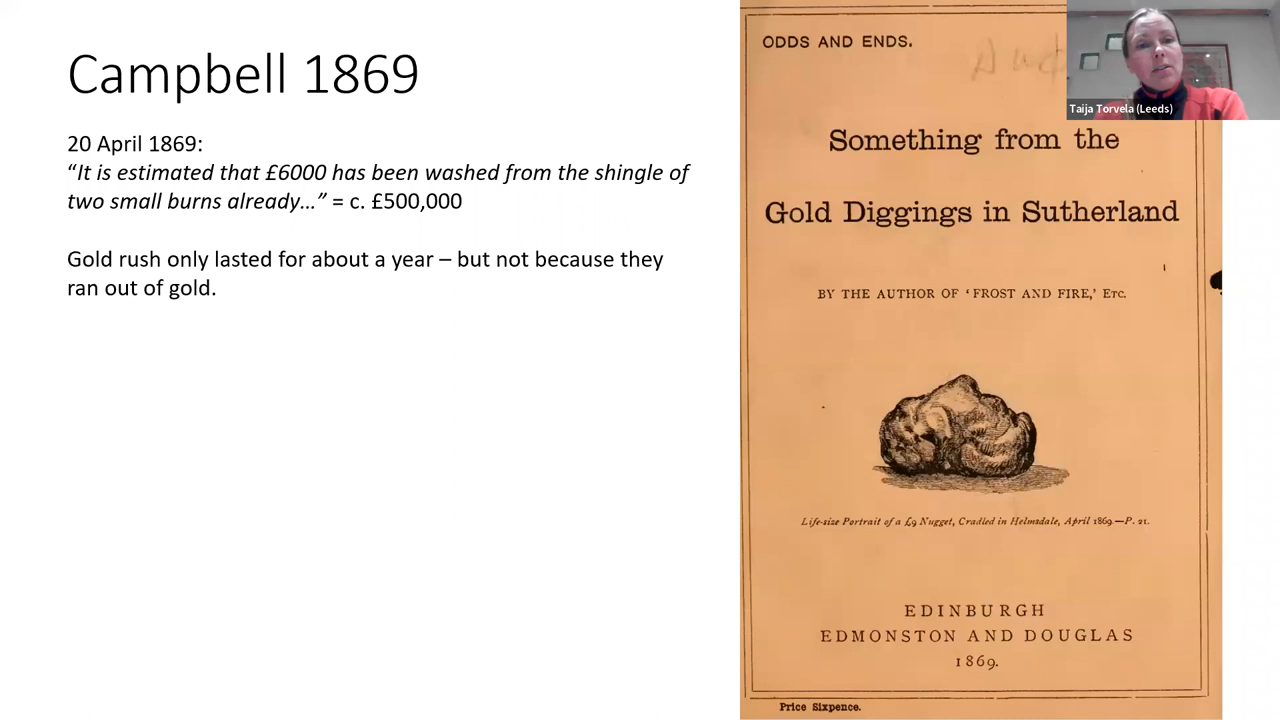 Campbell 1869
20 April 1869:
“It is estimated that £6000 has been washed from the shingle of
two small burns already…” = c. £500,000
Gold rush only lasted for about a year – but not because they
ran out of gold.
ODDS AND ENDS.
Something from the
Gold Diggings in Sutherland
BY THE AUTHOR OF ‘FROST AND FIRE,’ ETC.
Life-size Portrait of a £9 Nugget, Cradled in Helmsdale, April 1869.—P. 21.
EDINBURGH
EDMONSTON AND DOUGLAS
1869.
Price Sixpence.
Taija Torvela (Leeds)